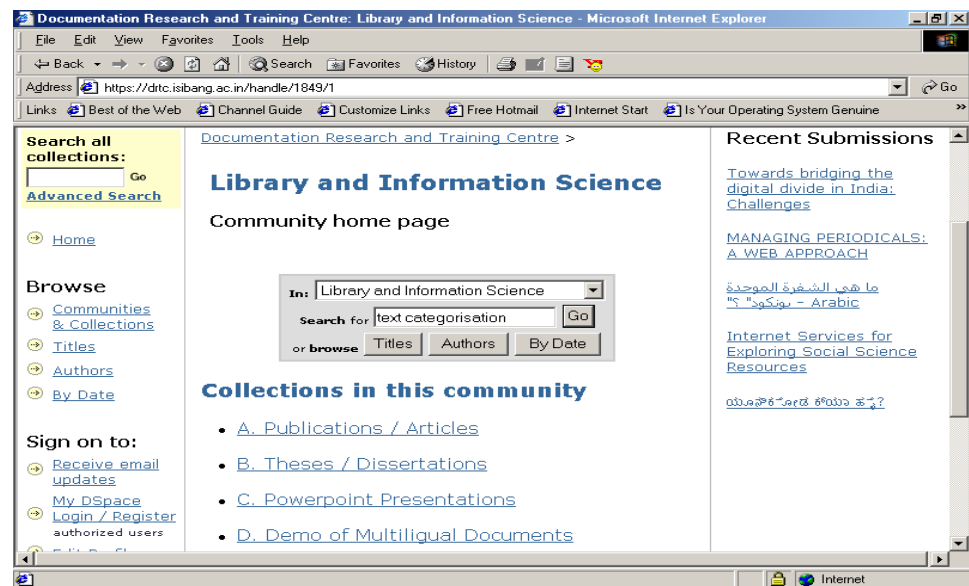 Documentation Research and Training Centre: Library and Information Science - Microsoft Internet Explorer
File Edit View Favorites Tools Help
Back Search Favorites History
Address https://drtc.isibang.ac.in/handle/1849/1 Go
Links Best of the Web Channel Guide Customize Links Free Hotmail Internet Start Is Your Operating System Genuine »
Search all
collections:
Go
Advanced Search
Home
Browse
Communities
& Collections
Titles
Authors
By Date
Sign on to:
Receive email
updates
My DSpace
Login / Register
authorized users
Documentation Research and Training Centre >
Library and Information Science
Community home page
In: Library and Information Science
Search for text categorisation Go
or browse Titles Authors By Date
Collections in this community
• A. Publications / Articles
• B. Theses / Dissertations
• C. Powerpoint Presentations
• D. Demo of Multiligual Documents
Recent Submissions
Towards bridging the
digital divide in India:
Challenges
MANAGING PERIODICALS:
A WEB APPROACH
ما هي الشفرة الموحدة
"يونكود" ؟ - Arabic
Internet Services for
Exploring Social Science
Resources
Internet